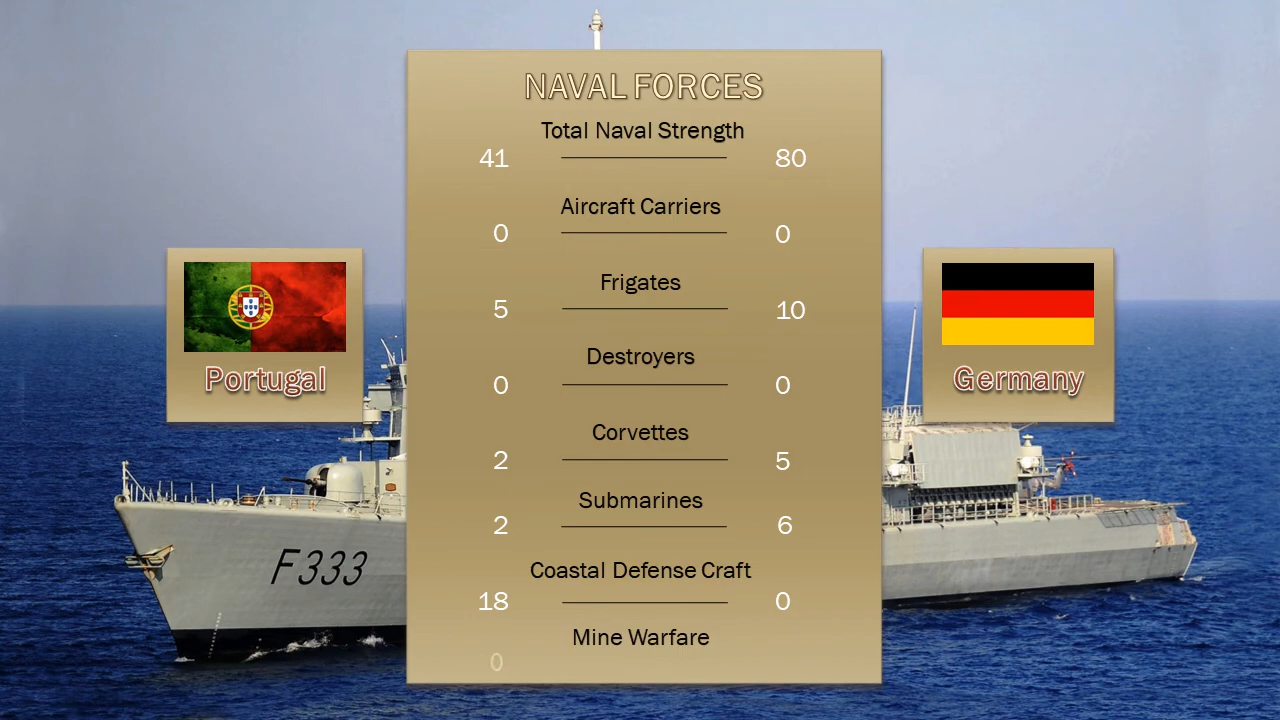 NAVAL FORCES
Total Naval Strength
41 80
Aircraft Carriers
0 0
Frigates
5 10
Destroyers
0 0
Corvettes
2 5
Submarines
2 6
Coastal Defense Craft
18 0
Mine Warfare
0
Portugal
Germany
F333